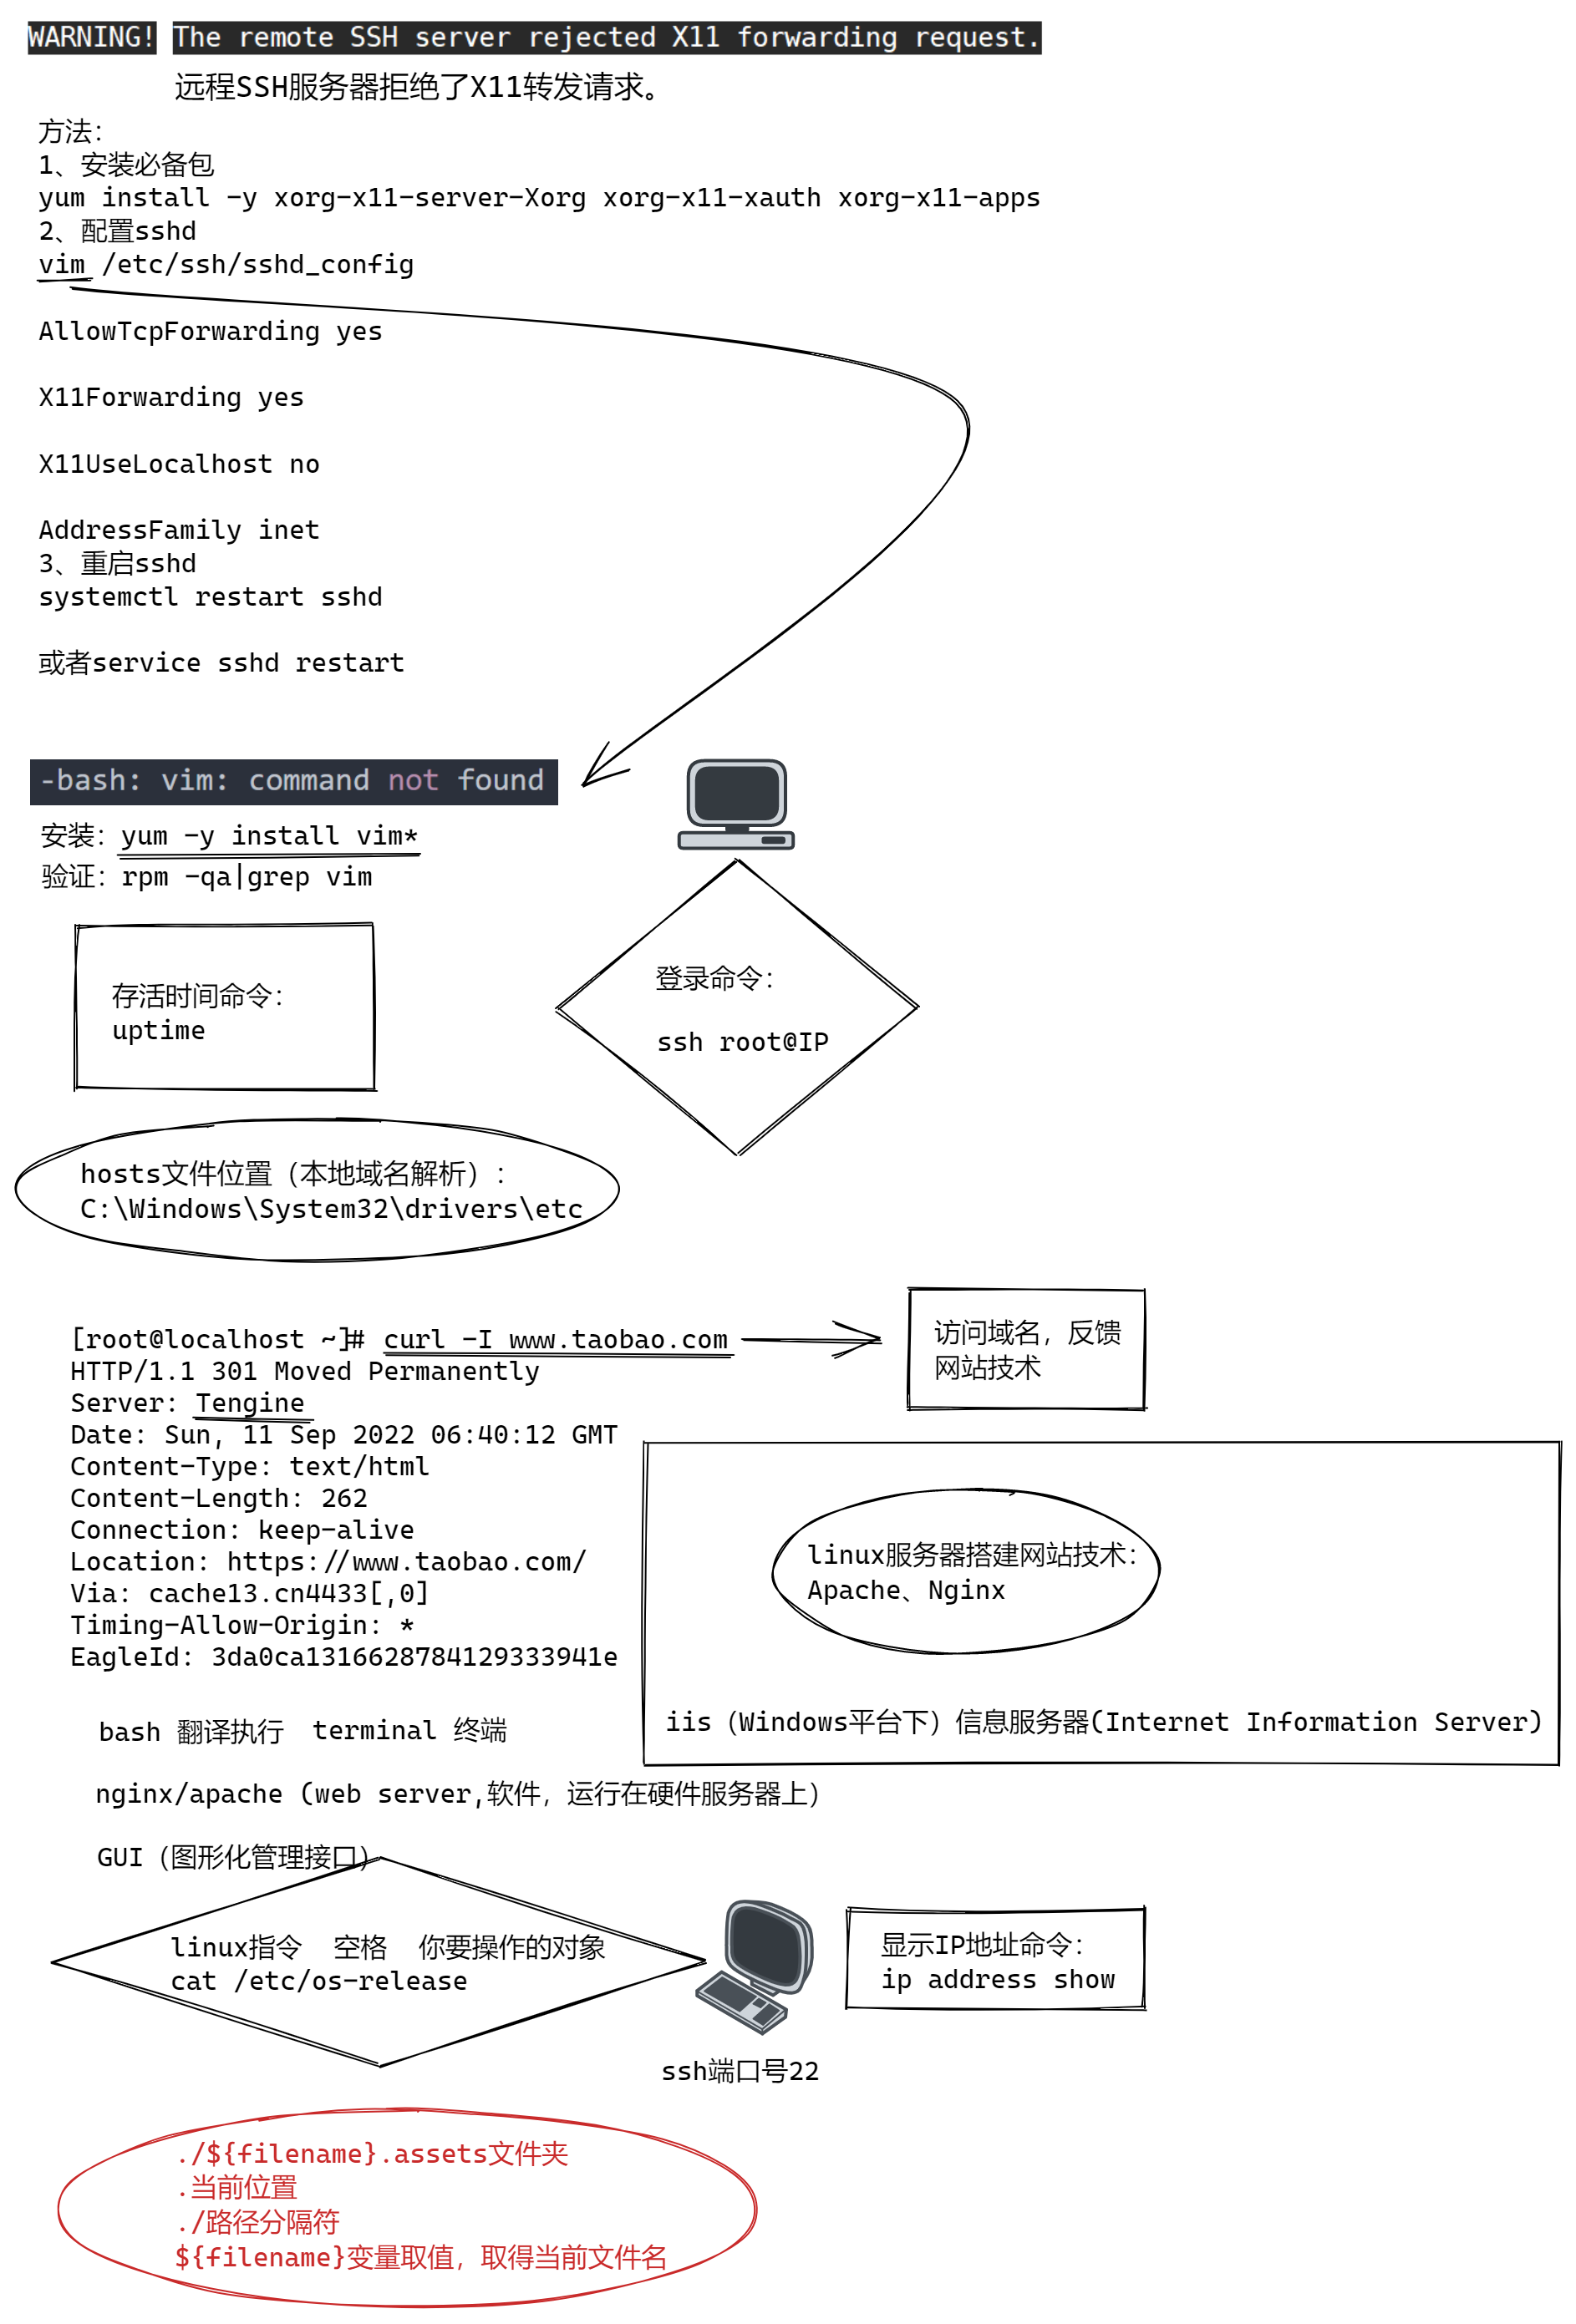 WARNING! The remote SSH server rejected X11 forwarding request.
远程SSH服务器拒绝了X11转发请求。
方法：
1、安装必备包
yum install -y xorg-x11-server-Xorg xorg-x11-xauth xorg-x11-apps
2、配置sshd
vim /etc/ssh/sshd_config
AllowTcpForwarding yes
X11Forwarding yes
X11UseLocalhost no
AddressFamily inet
3、重启sshd
systemctl restart sshd
或者service sshd restart
-bash: vim: command not found
安装：yum -y install vim*
验证：rpm -qa|grep vim
存活时间命令：
uptime
登录命令：
ssh root@IP
hosts文件位置（本地域名解析）：
C:\Windows\System32\drivers\etc
[root@localhost ~]# curl -I www.taobao.com
HTTP/1.1 301 Moved Permanently
Server: Tengine
Date: Sun, 11 Sep 2022 06:40:12 GMT
Content-Type: text/html
Content-Length: 262
Connection: keep-alive
Location: https://www.taobao.com/
Via: cache13.cn4433[,0]
Timing-Allow-Origin: *
EagleId: 3da0ca1316628784129333941e
访问域名，反馈
网站技术
linux服务器搭建网站技术：
Apache、Nginx
iis（Windows平台下）信息服务器(Internet Information Server)
bash 翻译执行 terminal 终端
nginx/apache (web server,软件，运行在硬件服务器上）
GUI（图形化管理接口）
linux指令  空格  你要操作的对象
cat /etc/os-release
显示IP地址命令：
ip address show
ssh端口号22
./${filename}.assets文件夹
.当前位置
./路径分隔符
${filename}变量取值，取得当前文件名